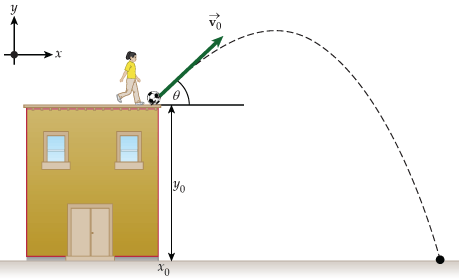 y
x
v⃗₀
θ
y₀
x₀